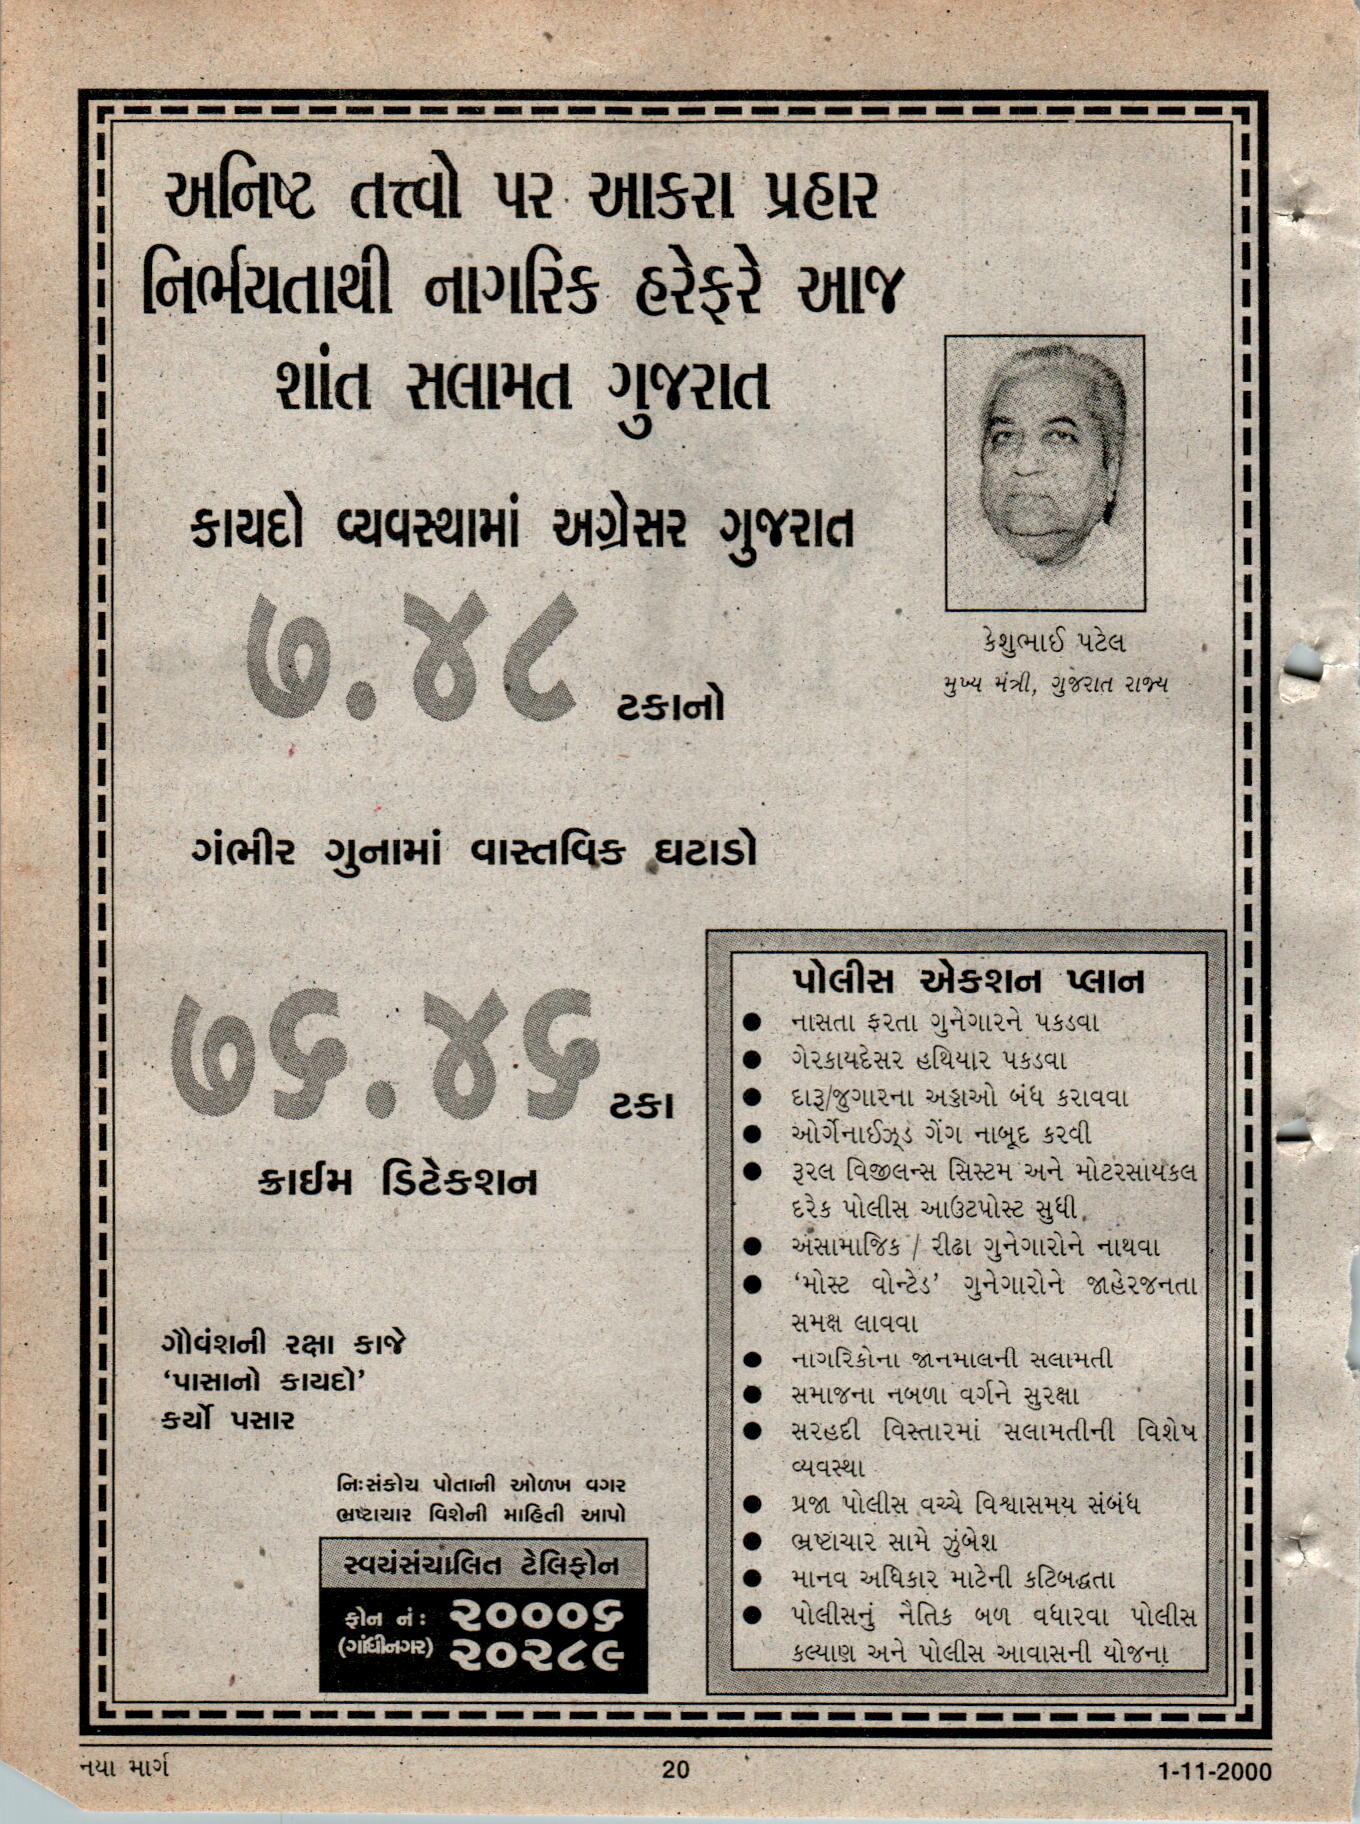 અનિષ્ટ તત્ત્વો પર આકરા પ્રહાર
નિર્ભયતાથી નાગરિક હરેફરે આજ
શાંત સલામત ગુજરાત
કાયદો વ્યવસ્થામાં અગ્રેસર ગુજરાત
૭.૪૮ ટકાનો
કેશુભાઈ પટેલ
મુખ્ય મંત્રી, ગુજરાત રાજ્ય
ગંભીર ગુનામાં વાસ્તવિક ઘટાડો
૭૬.૪૬ ટકા
ક્રાઈમ ડિટેકશન
ગૌવંશની રક્ષા કાજે
‘પાસાનો કાયદો’
કર્યો પસાર
નિઃસંકોચ પોતાની ઓળખ વગર
ભ્રષ્ટાચાર વિશેની માહિતી આપો
સ્વયંસંચાલિત ટેલિફોન
ફોન નં : ૨૦૦૦૬
(ગાંધીનગર) ૨૦૨૮૯
પોલીસ એકશન પ્લાન
● નાસતા ફરતા ગુનેગારને પકડવા
● ગેરકાયદેસર હથિયાર પકડવા
● દારૂ/જુગારના અડ્ડાઓ બંધ કરાવવા
● ઓર્ગેનાઈઝ્ડ ગેંગ નાબૂદ કરવી
● રૂરલ વિજીલન્સ સિસ્ટમ અને મોટરસાયકલ
દરેક પોલીસ આઉટપોસ્ટ સુધી
● અસામાજિક / રીઢા ગુનેગારોને નાથવા
● ‘મોસ્ટ વોન્ટેડ’ ગુનેગારોને જાહેરજનતા
સમક્ષ લાવવા
● નાગરિકોના જાનમાલની સલામતી
● સમાજના નબળા વર્ગને સુરક્ષા
● સરહદી વિસ્તારમાં સલામતીની વિશેષ
વ્યવસ્થા
● પ્રજા પોલીસ વચ્ચે વિશ્વાસમય સંબંધ
● ભ્રષ્ટાચાર સામે ઝુંબેશ
● માનવ અધિકાર માટેની કટિબદ્ધતા
● પોલીસનું નૈતિક બળ વધારવા પોલીસ
કલ્યાણ અને પોલીસ આવાસની યોજના
નયા માર્ગ 20 1-11-2000